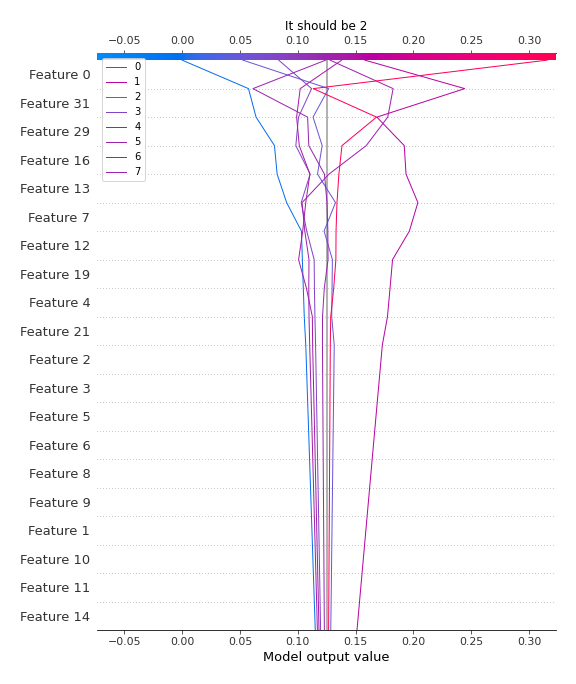 It should be 2
−0.05 0.00 0.05 0.10 0.15 0.20 0.25 0.30
0
1
2
3
4
5
6
7
Feature 0
Feature 31
Feature 29
Feature 16
Feature 13
Feature 7
Feature 12
Feature 19
Feature 4
Feature 21
Feature 2
Feature 3
Feature 5
Feature 6
Feature 8
Feature 9
Feature 1
Feature 10
Feature 11
Feature 14
−0.05 0.00 0.05 0.10 0.15 0.20 0.25 0.30
Model output value